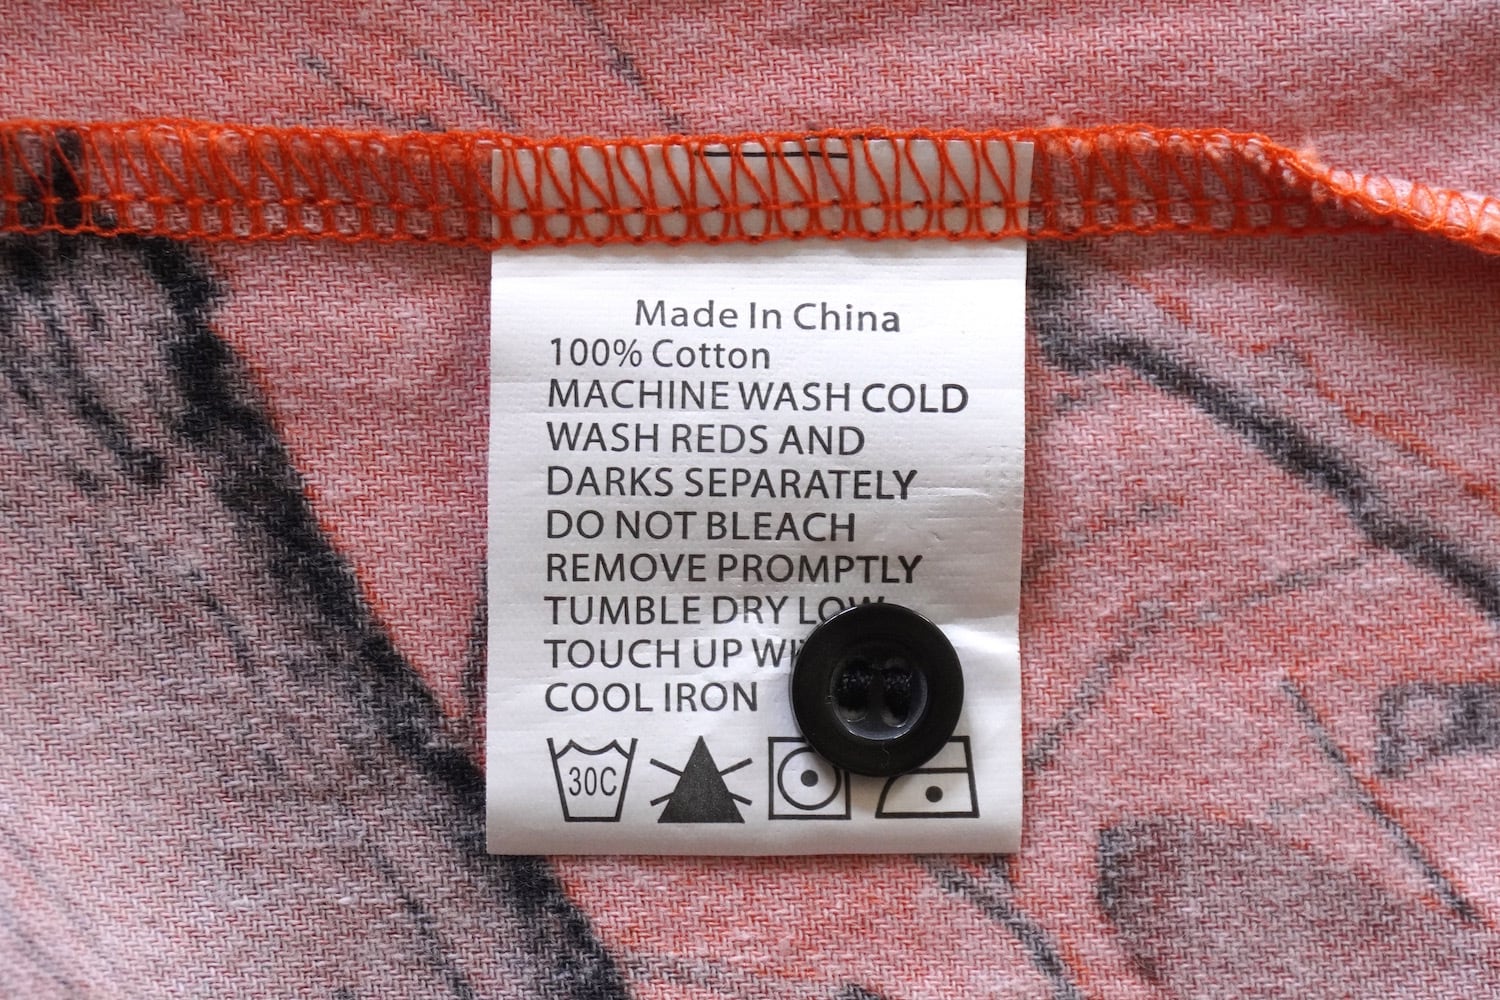 Made In China
100% Cotton
MACHINE WASH COLD
WASH REDS AND
DARKS SEPARATELY
DO NOT BLEACH
REMOVE PROMPTLY
TUMBLE DRY LOW
TOUCH UP
COOL IRON
30C